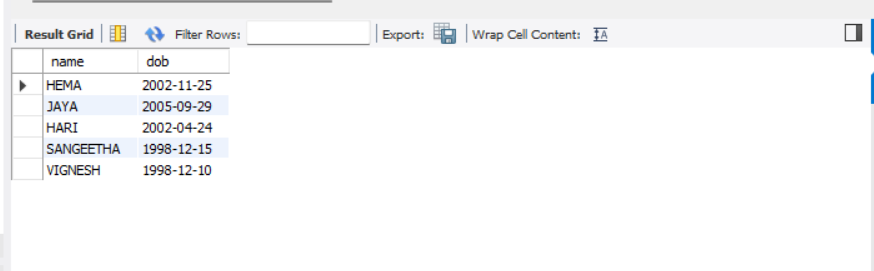 Result Grid Filter Rows: Export: Wrap Cell Content: IA
name dob
HEMA 2002-11-25
JAYA 2005-09-29
HARI 2002-04-24
SANGEETHA 1998-12-15
VIGNESH 1998-12-10